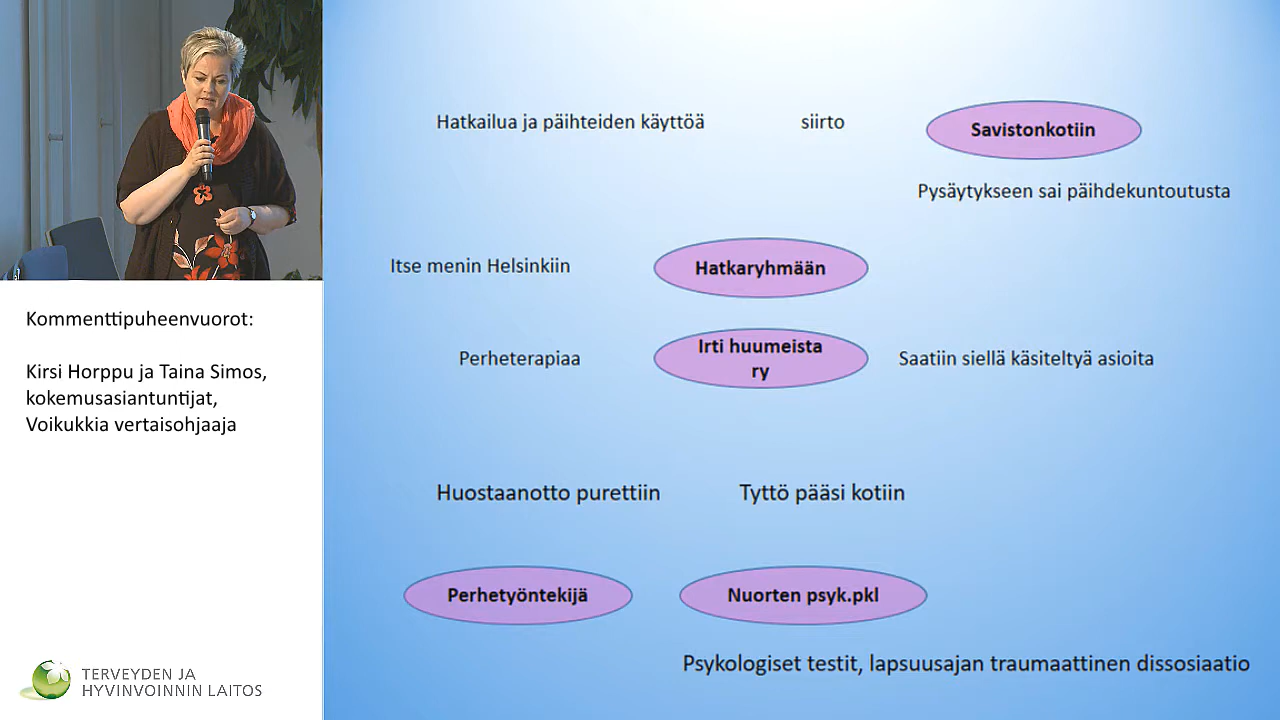 Hatkailua ja päihteiden käyttöä siirto Savistonkotiin
Pysäytykseen sai päihdekuntoutusta
Itse menin Helsinkiin Hatkaryhmään
Perheterapiaa Irti huumeista
ry Saatiin siellä käsiteltyä asioita
Huostaanotto purettiin Tyttö pääsi kotiin
Perhetyöntekijä Nuorten psyk.pkl
Psykologiset testit, lapsuusajan traumaattinen dissosiaatio
Kommenttipuheenvuorot:
Kirsi Horppu ja Taina Simos,
kokemusasiantuntijat,
Voikukkia vertaisohjaaja
TERVEYDEN JA
HYVINVOINNIN LAITOS